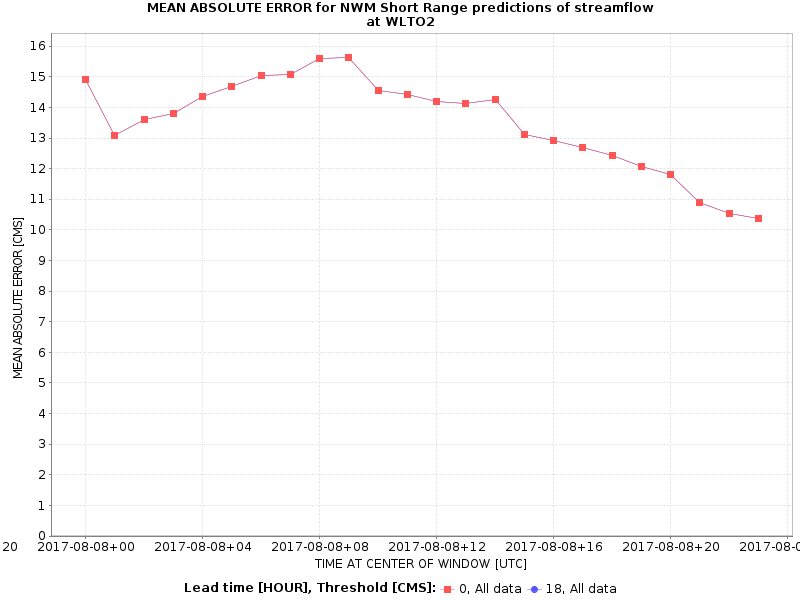 MEAN ABSOLUTE ERROR for NWM Short Range predictions of streamflow
at WLTO2
MEAN ABSOLUTE ERROR [CMS]
16
15
14
13
12
11
10
9
8
7
6
5
4
3
2
1
0
20 2017-08-08+00 2017-08-08+04 2017-08-08+08 2017-08-08+12 2017-08-08+16 2017-08-08+20 2017-08-0
TIME AT CENTER OF WINDOW [UTC]
Lead time [HOUR], Threshold [CMS]: 0, All data 18, All data